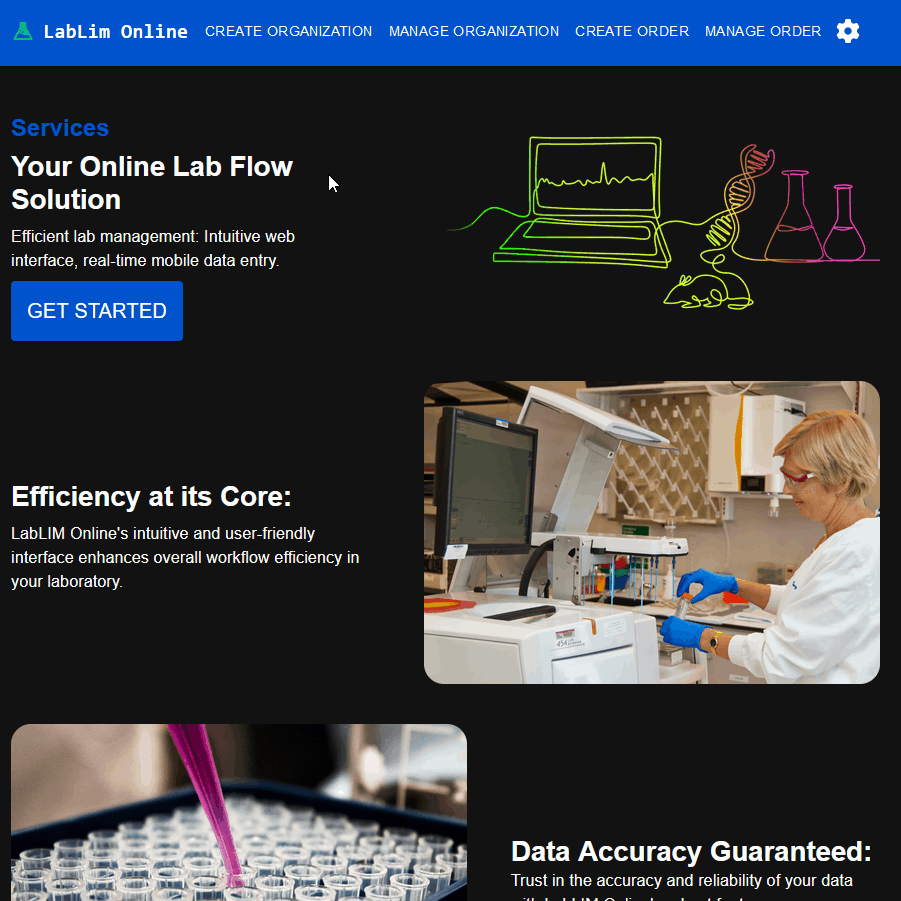 LabLim Online CREATE ORGANIZATION MANAGE ORGANIZATION CREATE ORDER MANAGE ORDER
Services
Your Online Lab Flow
Solution
Efficient lab management: Intuitive web
interface, real-time mobile data entry.
GET STARTED
Efficiency at its Core:
LabLIM Online's intuitive and user-friendly
interface enhances overall workflow efficiency in
your laboratory.
454
Data Accuracy Guaranteed:
Trust in the accuracy and reliability of your data